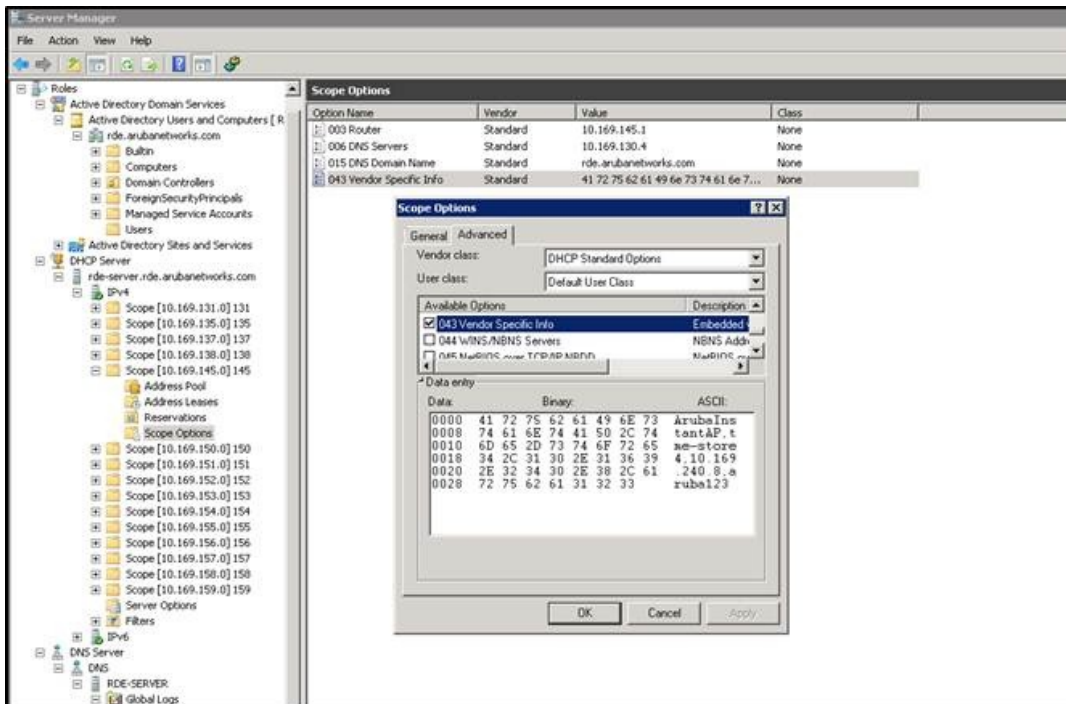 Server Manager
File Action View Help
Roles
Active Directory Domain Services
Active Directory Users and Computers [ R
rde.arubanetworks.com
Builtin
Computers
Domain Controllers
ForeignSecurityPrincipals
Managed Service Accounts
Users
Active Directory Sites and Services
DHCP Server
rde-server.rde.arubanetworks.com
IPv4
Scope [10.169.131.0] 131
Scope [10.169.135.0] 135
Scope [10.169.137.0] 137
Scope [10.169.138.0] 138
Scope [10.169.145.0] 145
Address Pool
Address Leases
Reservations
Scope Options
Scope [10.169.150.0] 150
Scope [10.169.151.0] 151
Scope [10.169.152.0] 152
Scope [10.169.153.0] 153
Scope [10.169.154.0] 154
Scope [10.169.155.0] 155
Scope [10.169.156.0] 156
Scope [10.169.157.0] 157
Scope [10.169.158.0] 158
Scope [10.169.159.0] 159
Server Options
Filters
IPv6
DNS Server
DNS
RDE-SERVER
Global Logs
Scope Options
Option Name Vendor Value Class
003 Router Standard 10.169.145.1 None
006 DNS Servers Standard 10.169.130.4 None
015 DNS Domain Name Standard rde.arubanetworks.com None
043 Vendor Specific Info Standard 41 72 75 62 61 49 6e 73 74 61 6e 7... None
Scope Options
General Advanced
Vendor class: DHCP Standard Options
User class: Default User Class
Available Options Description
043 Vendor Specific Info Embedded
044 WINS/NBNS Servers NBNS Addr
045 NetBIOS over TCP/IP NBDD
Data entry
Data: Binary: ASCII:
0000 41 72 75 62 61 49 6E 73 ArubaIns
0008 74 61 6E 74 41 50 2C 74 tantAP,t
0010 6D 65 2D 73 74 6F 72 65 me-store
0018 34 2C 31 30 2E 31 36 39 4,10.169
0020 2E 32 34 30 2E 38 2C 61 .240.8,a
0028 72 75 62 61 31 32 33 ruba123
OK Cancel Apply